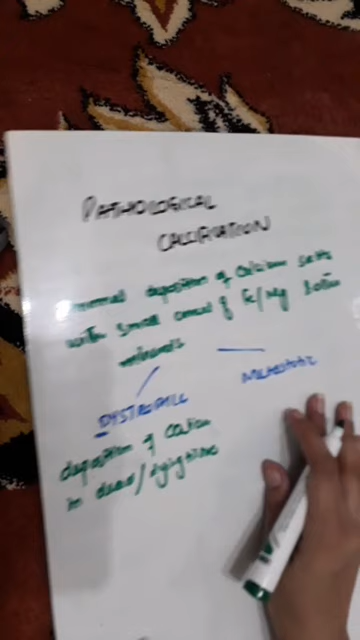 PATHOLOGICAL
CALCIFICATION
deposition of Calcium salts
with small amount of Fe/Mg & other
minerals
DYSTROPHIC
Metastatic
deposition of Calcium
in dead/dying tissue